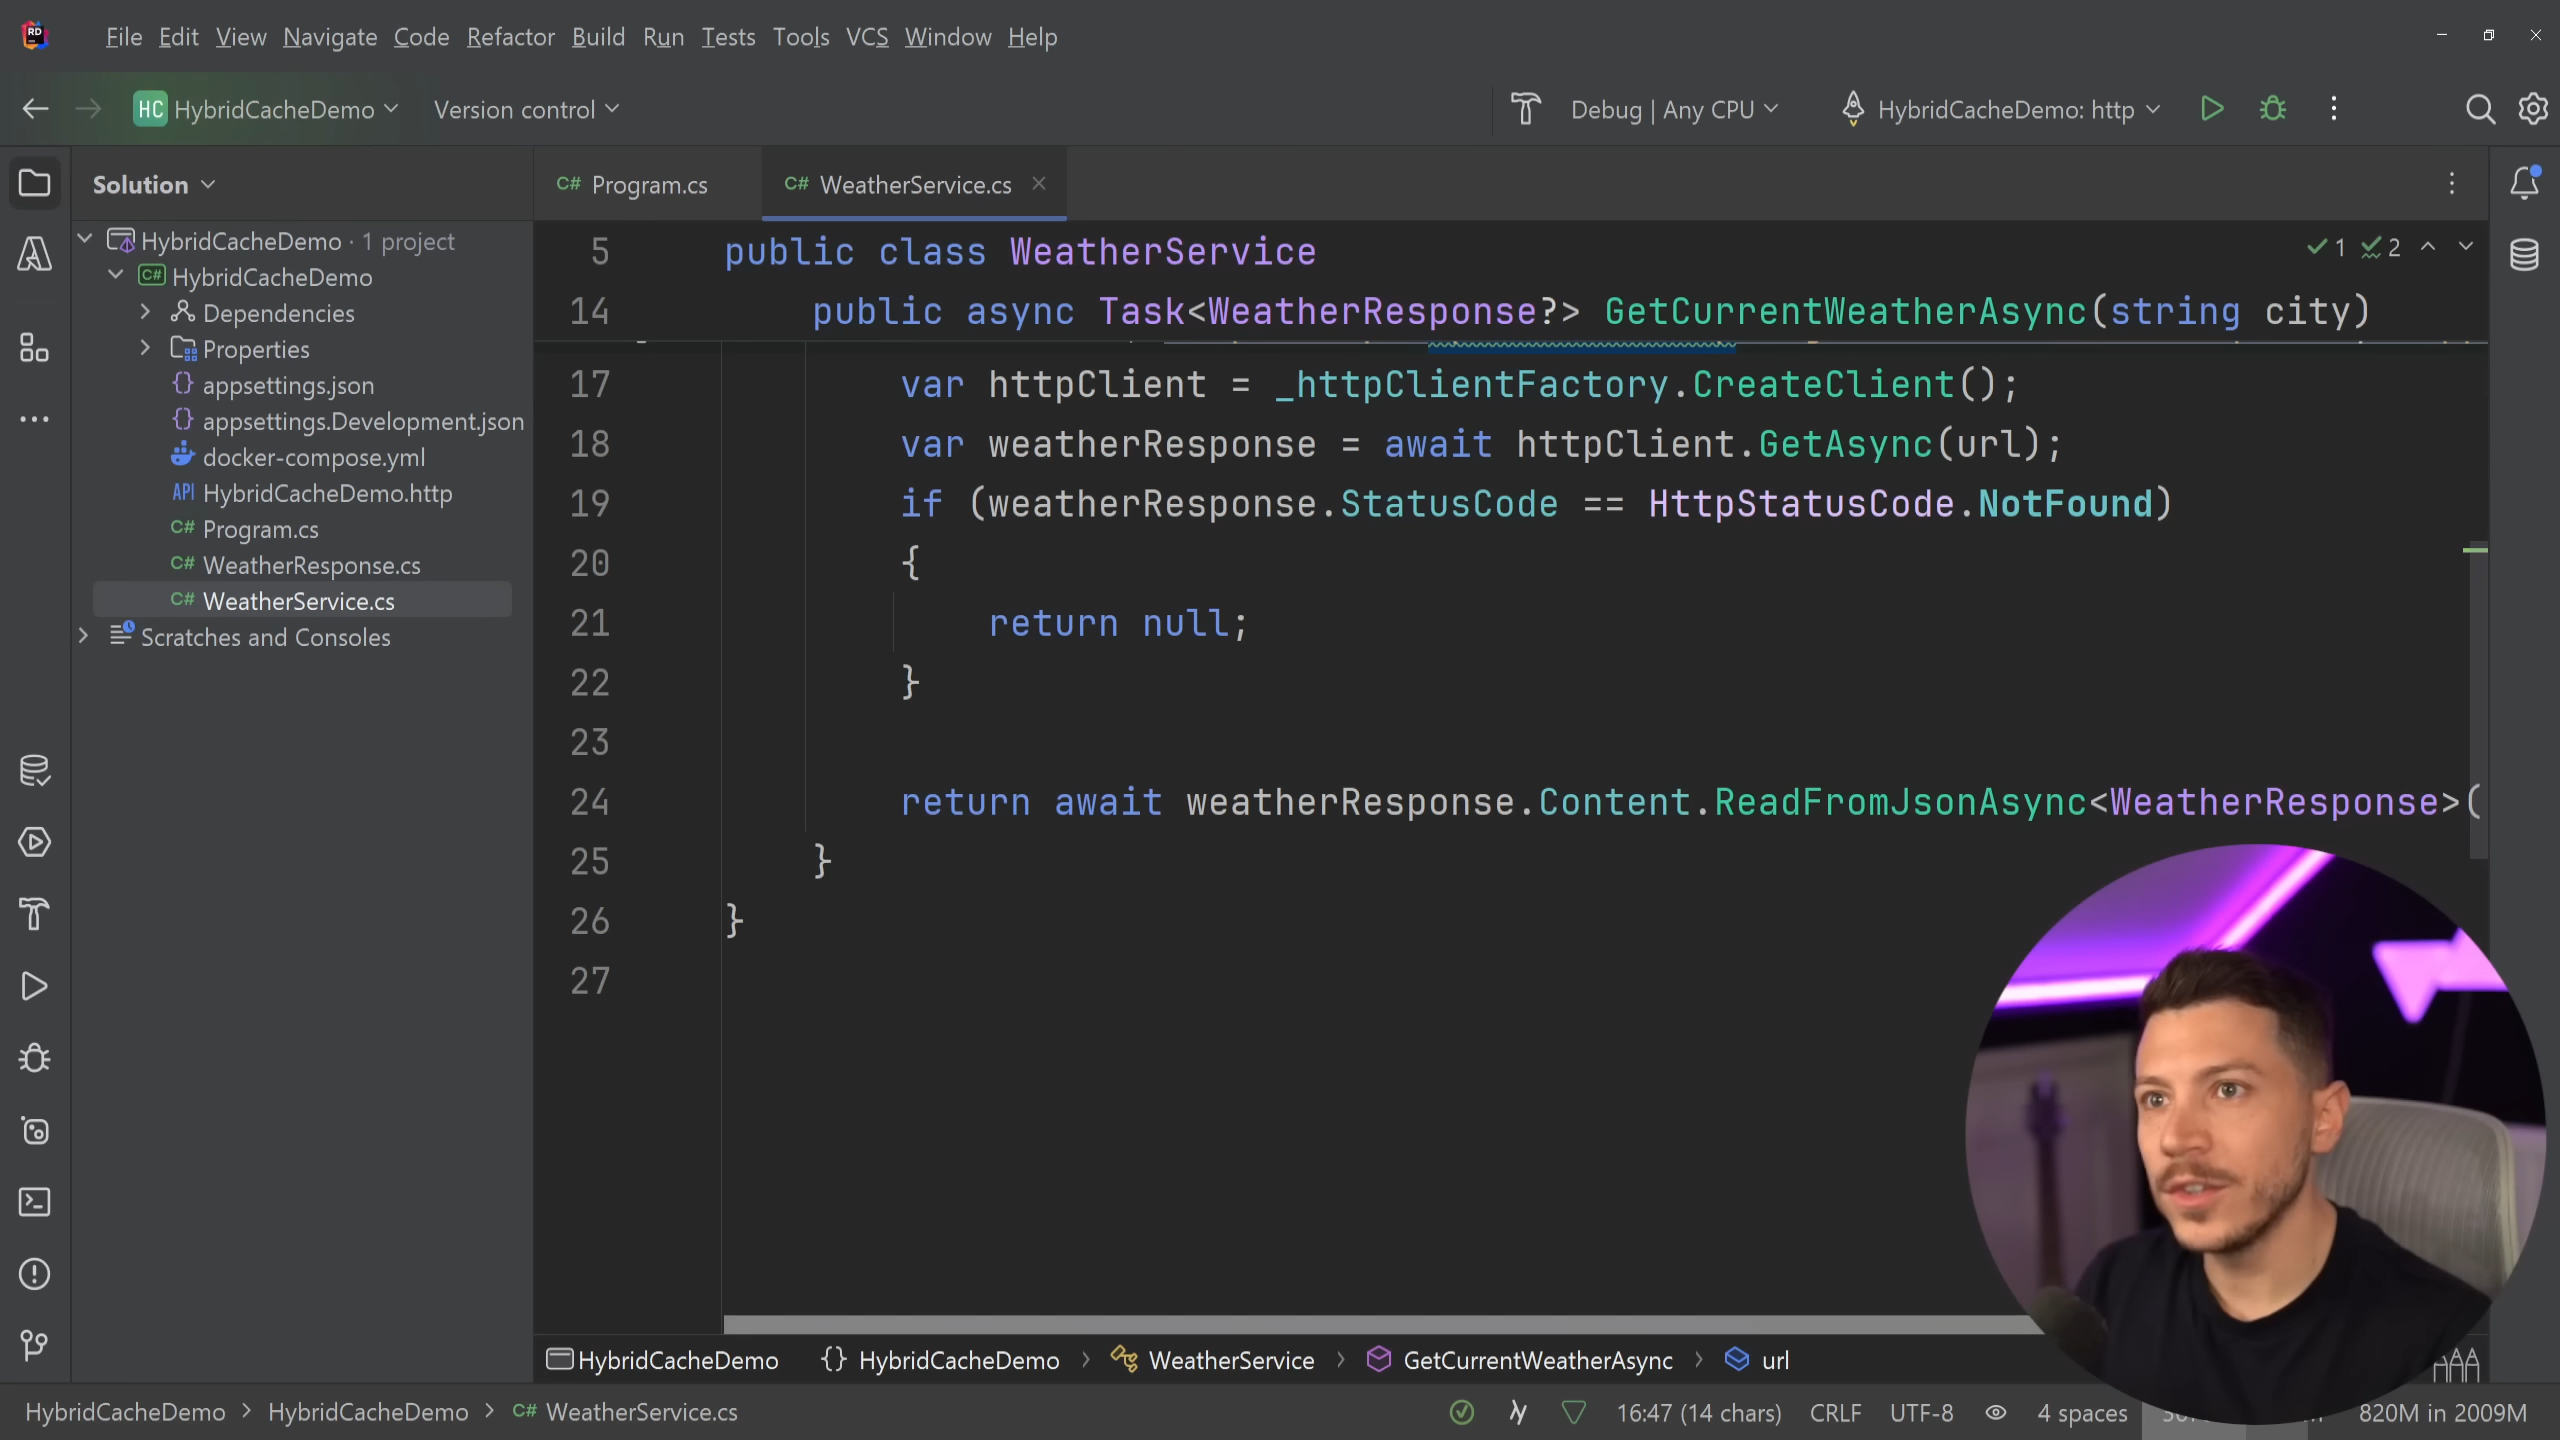 File Edit View Navigate Code Refactor Build Run Tests Tools VCS Window Help
HC HybridCacheDemo Version control Debug | Any CPU HybridCacheDemo: http
Solution
C# Program.cs C# WeatherService.cs
HybridCacheDemo · 1 project
C# HybridCacheDemo
Dependencies
Properties
{} appsettings.json
{} appsettings.Development.json
docker-compose.yml
API HybridCacheDemo.http
C# Program.cs
C# WeatherResponse.cs
C# WeatherService.cs
Scratches and Consoles
1 2
5 public class WeatherService
14 public async Task<WeatherResponse?> GetCurrentWeatherAsync(string city)
17 var httpClient = _httpClientFactory.CreateClient();
18 var weatherResponse = await httpClient.GetAsync(url);
19 if (weatherResponse.StatusCode == HttpStatusCode.NotFound)
20 {
21 return null;
22 }
23
24 return await weatherResponse.Content.ReadFromJsonAsync<WeatherResponse>(
25 }
26 }
27
HybridCacheDemo {} HybridCacheDemo > WeatherService > GetCurrentWeatherAsync > url
HybridCacheDemo > HybridCacheDemo > C# WeatherService.cs 16:47 (14 chars) CRLF UTF-8 4 spaces 820M in 2009M